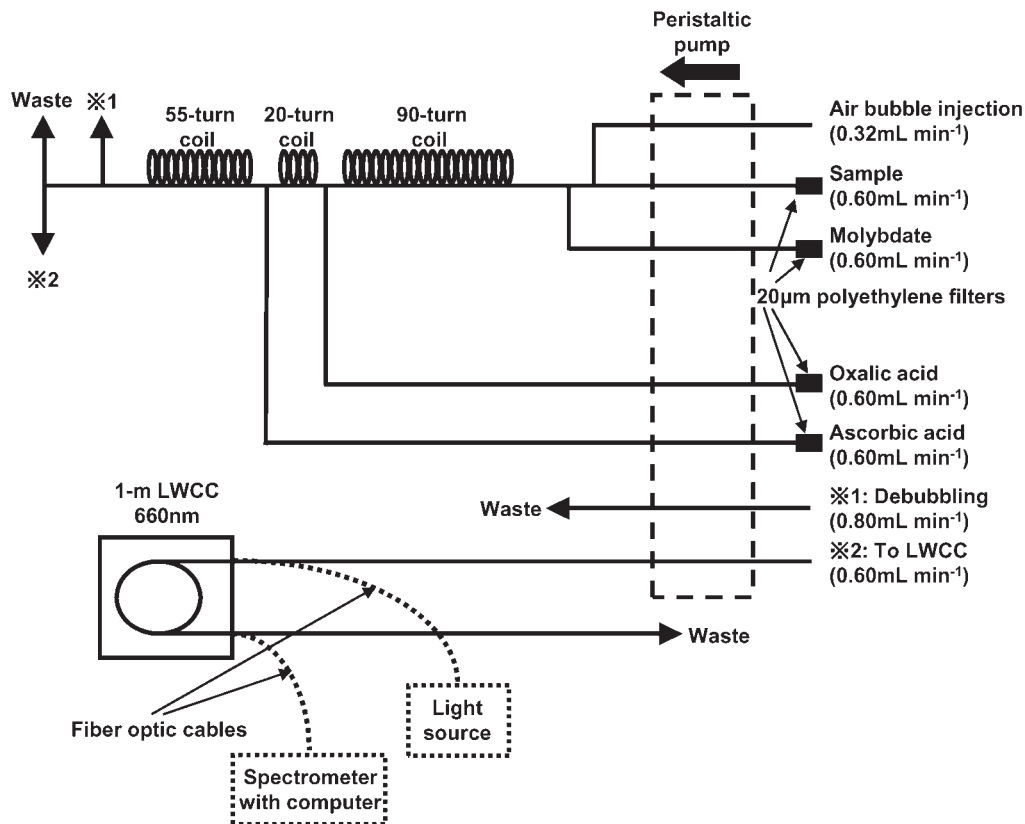 Peristaltic
pump
Waste
※1
55-turn
coil
20-turn
coil
90-turn
coil
Air bubble injection
(0.32mL min-1)
Sample
(0.60mL min-1)
Molybdate
(0.60mL min-1)
※2
20μm polyethylene filters
Oxalic acid
(0.60mL min-1)
Ascorbic acid
(0.60mL min-1)
1-m LWCC
660nm
Waste
※1: Debubbling
(0.80mL min-1)
※2: To LWCC
(0.60mL min-1)
Waste
Fiber optic cables
Light
source
Spectrometer
with computer